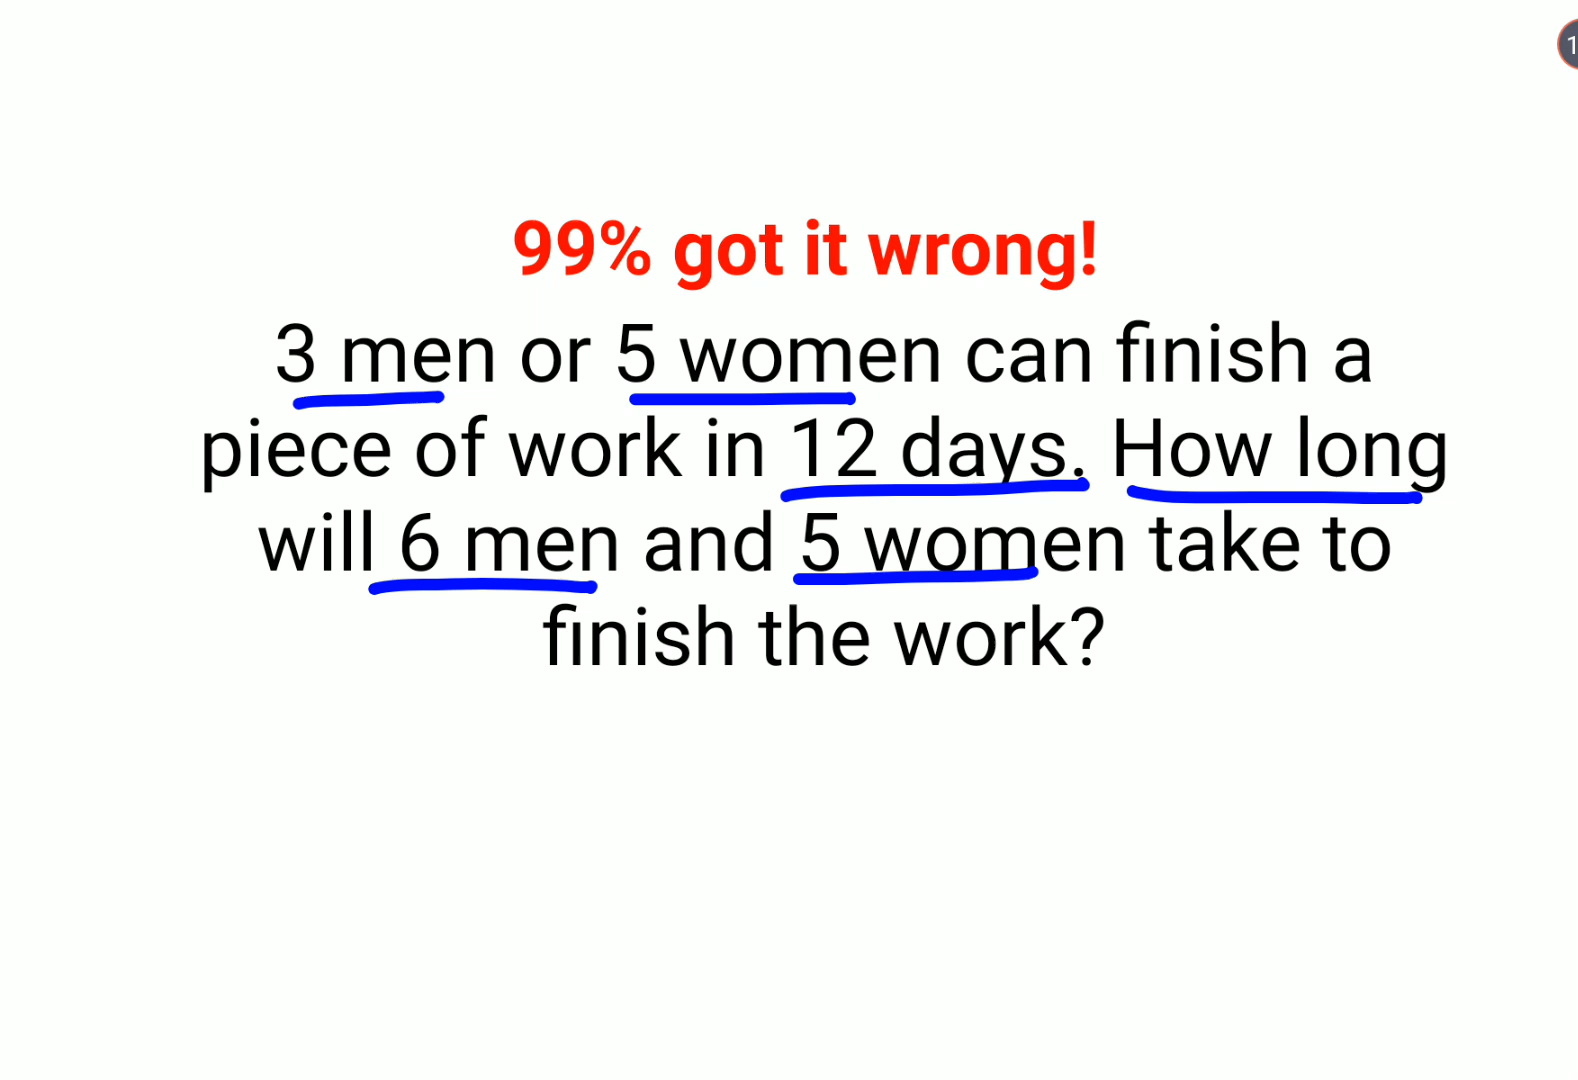 99% got it wrong!
3 men or 5 women can finish a
piece of work in 12 days. How long
will 6 men and 5 women take to
finish the work?